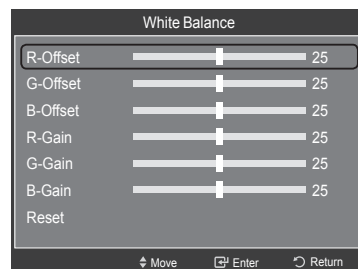 White Balance
R-Offset 25
G-Offset 25
B-Offset 25
R-Gain 25
G-Gain 25
B-Gain 25
Reset
Move Enter Return